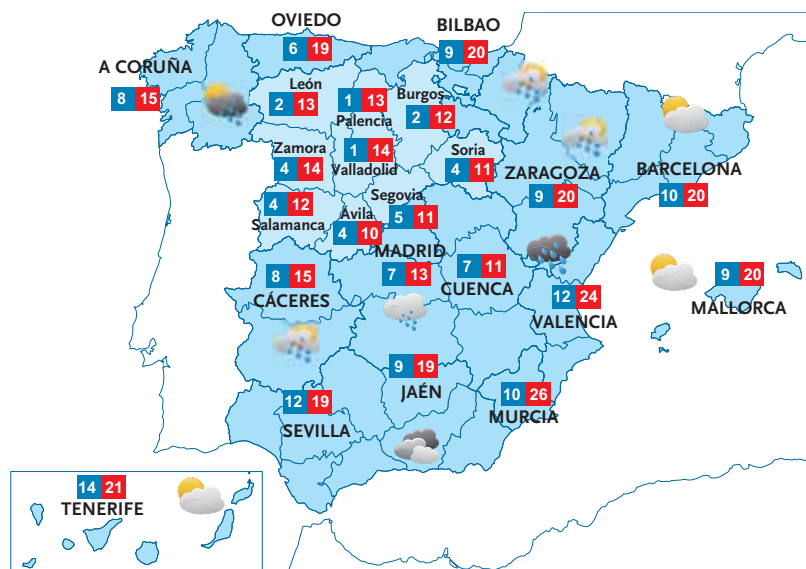 OVIEDO
6 19
BILBAO
9 20
A CORUÑA
8 15
León
2 13
1 13
Palencia
Burgos
2 12
Zamora
4 14
1 14
Valladolid
Soria
4 11
ZARAGOZA
9 20
BARCELONA
10 20
4 12
Salamanca
Ávila
4 10
Segovia
5 11
MADRID
7 13
7 11
CUENCA
8 15
CÁCERES
12 24
VALENCIA
9 20
MALLORCA
9 19
JAÉN
10 26
MURCIA
12 19
SEVILLA
14 21
TENERIFE